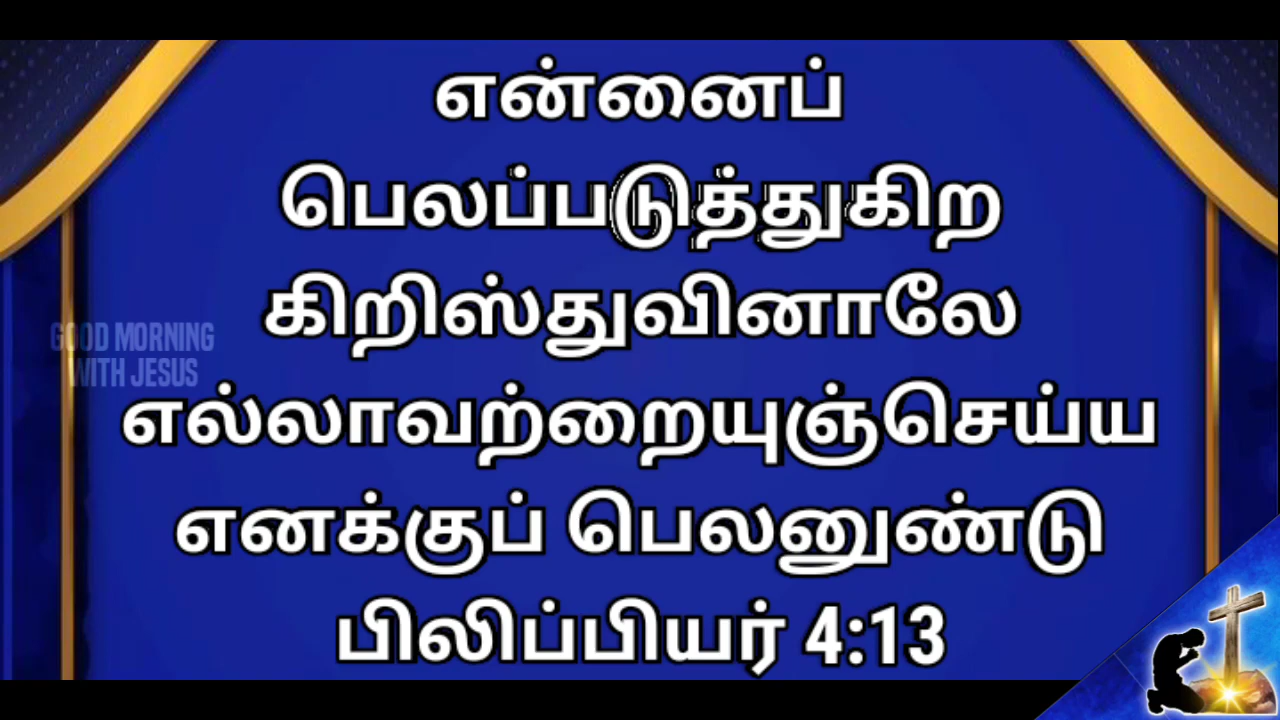 என்னைப்
பெலப்படுத்துகிற
கிறிஸ்துவினாலே
GOOD MORNING
WITH JESUS
எல்லாவற்றையுஞ்செய்ய
எனக்குப் பெலனுண்டு
பிலிப்பியர் 4:13